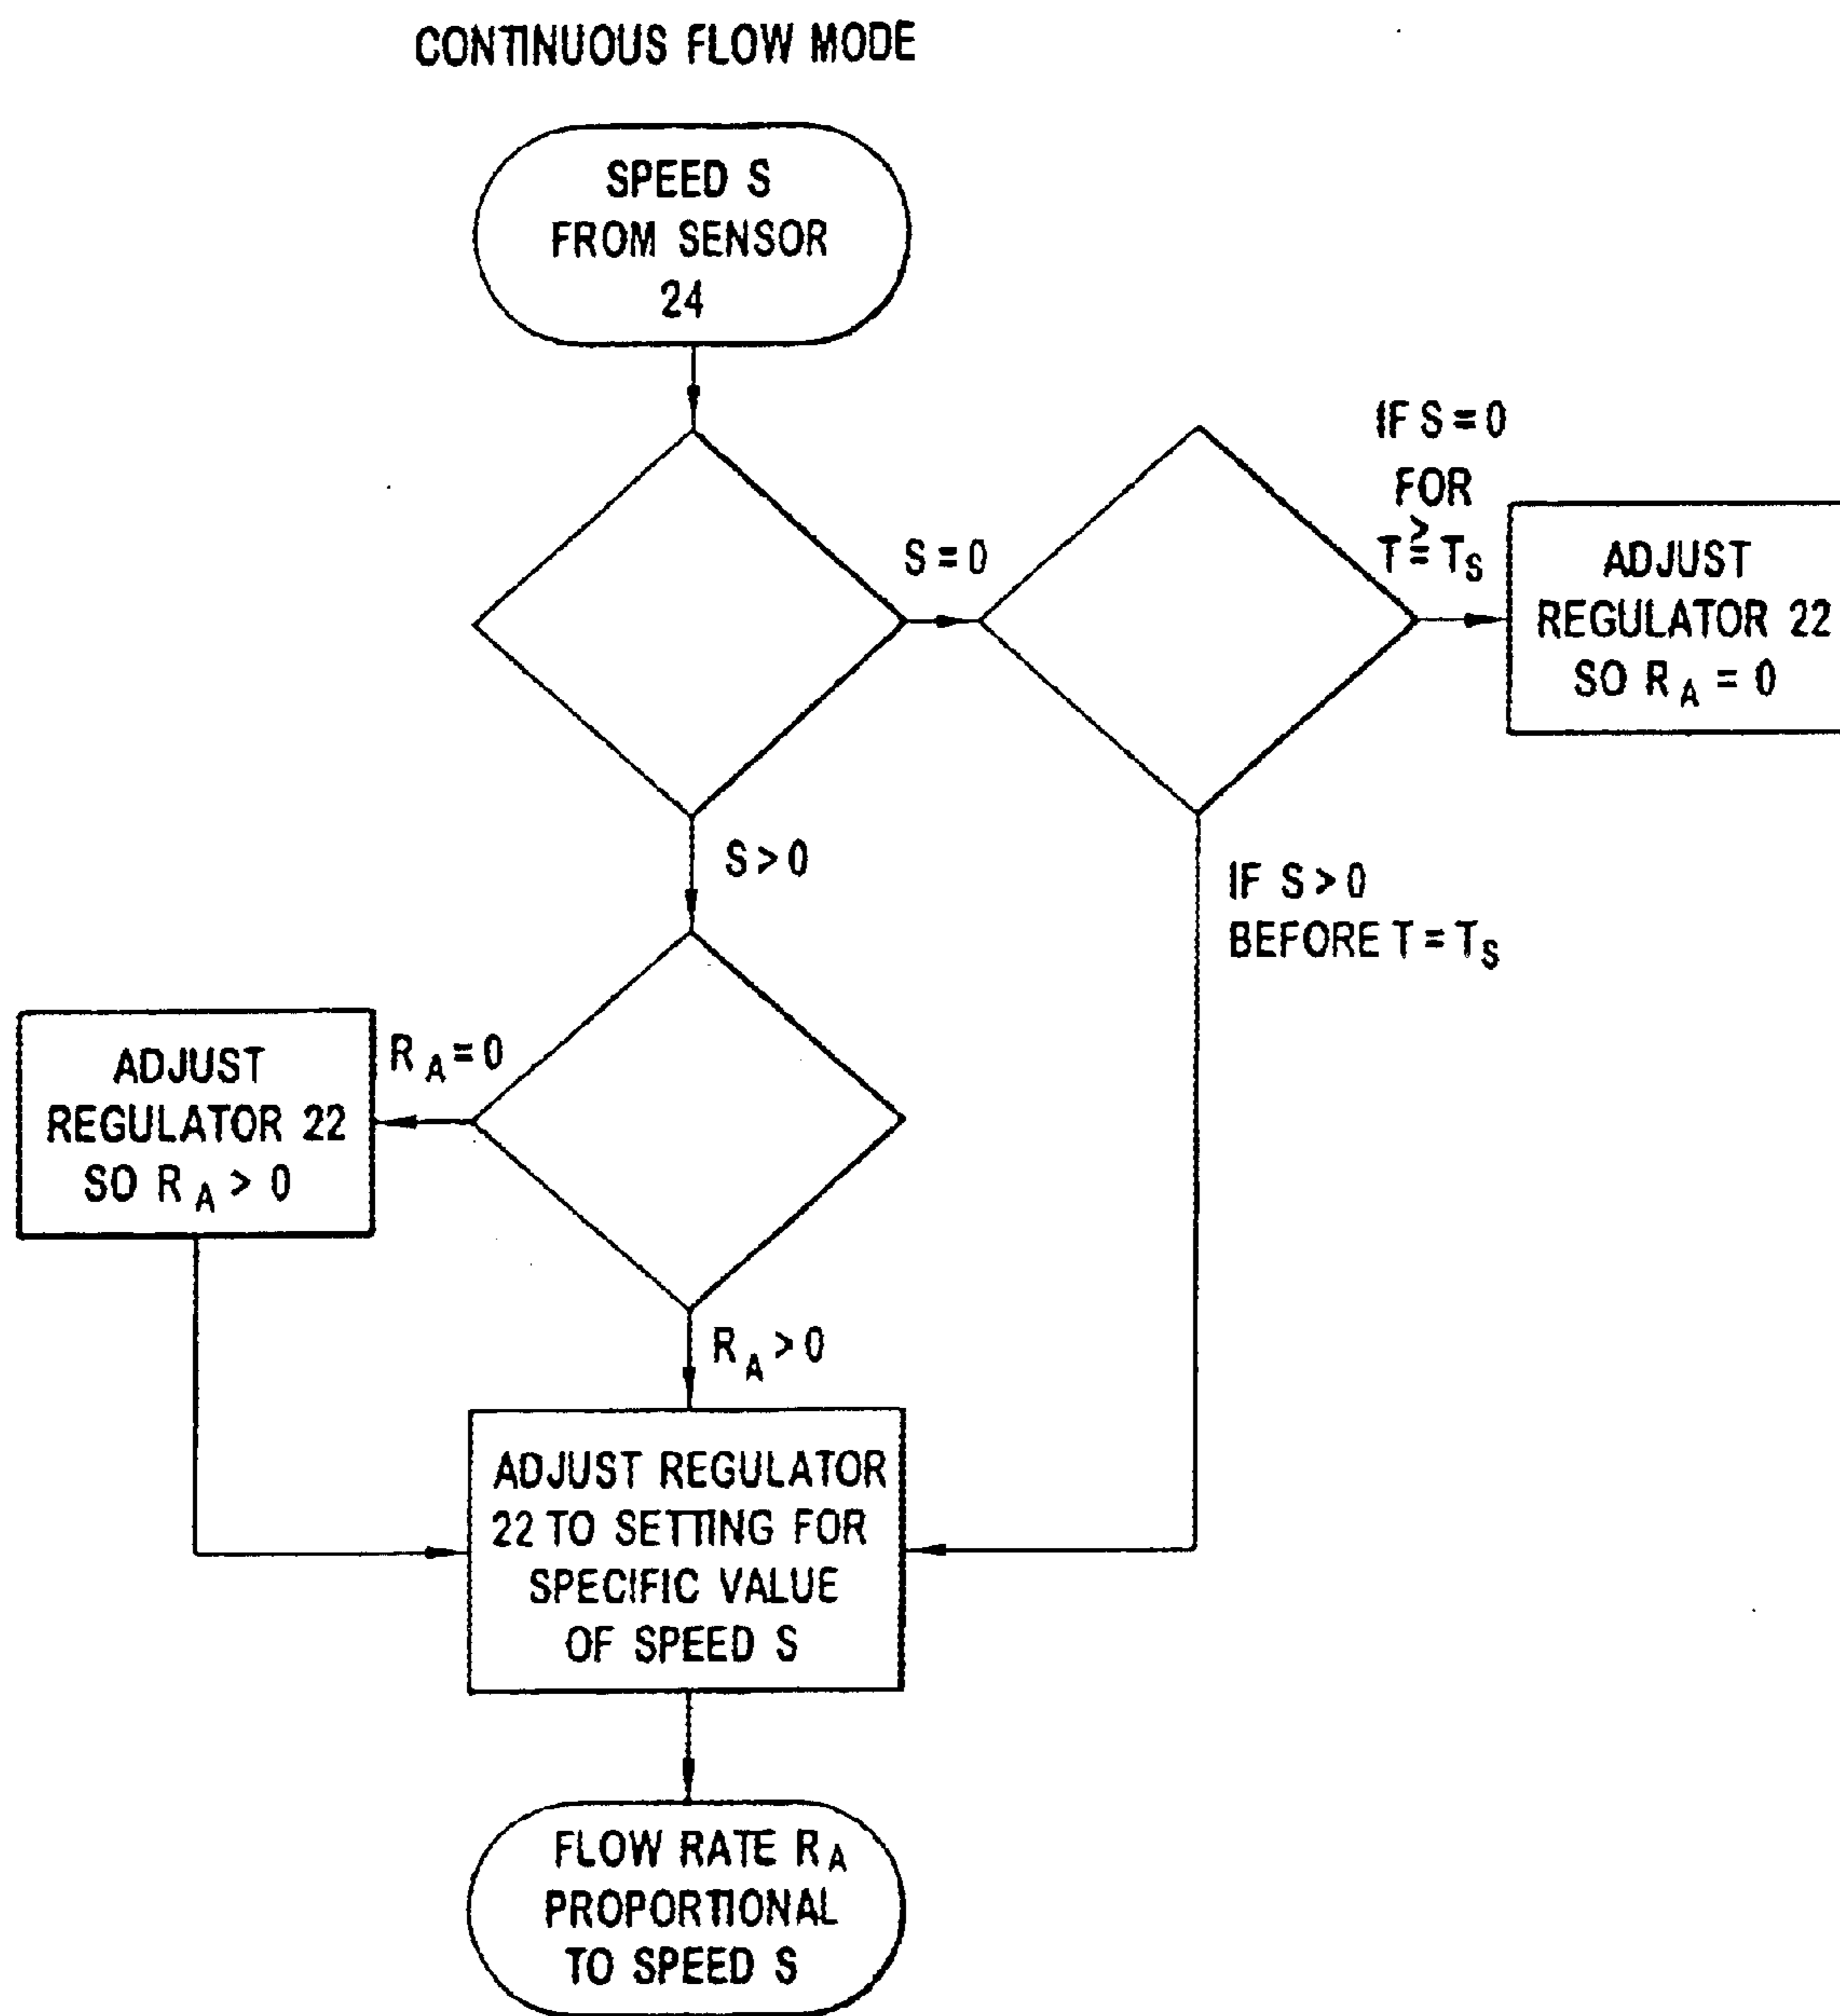 CONTINUOUS FLOW MODE
SPEED S
FROM SENSOR
24
S = 0
IF S = 0
FOR
T ≥ TS
ADJUST
REGULATOR 22
SO RA = 0
S > 0
IF S > 0
BEFORE T = TS
RA = 0
ADJUST
REGULATOR 22
SO RA > 0
RA > 0
ADJUST REGULATOR
22 TO SETTING FOR
SPECIFIC VALUE
OF SPEED S
FLOW RATE RA
PROPORTIONAL
TO SPEED S